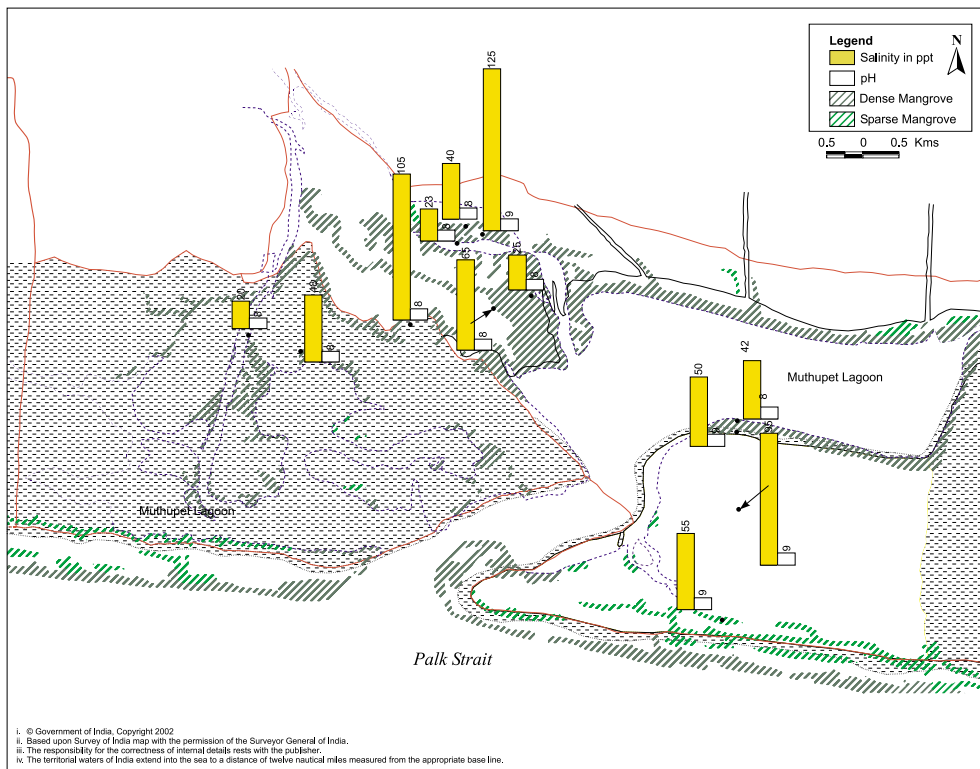 Legend
N
Salinity in ppt
pH
Dense Mangrove
Sparse Mangrove
0.5 0 0.5 Kms
125
9
40
8
105
8
23
8
65
8
25
8
20
8
48
8
42
8
50
9
95
9
55
9
Muthupet Lagoon
Muthupet Lagoon
Palk Strait
i. © Government of India, Copyright 2002
ii. Based upon Survey of India map with the permission of the Surveyor General of India.
iii. The responsibility for the correctness of internal details rests with the publisher.
iv. The territorial waters of India extend into the sea to a distance of twelve nautical miles measured from the appropriate base line.